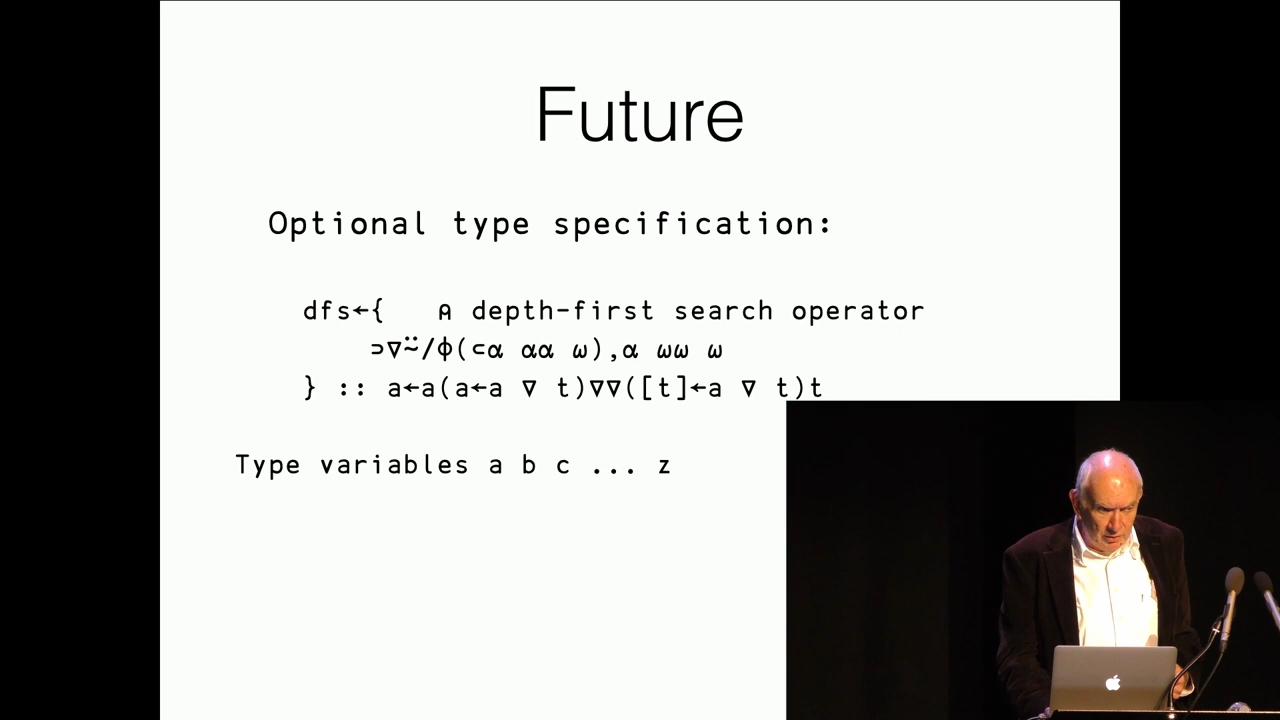 Future
Optional type specification:
dfs←{ ⍝ depth-first search operator
⊃∇⍨/⌽(⊂⍺ ⍺⍺ ⍵),⍺ ⍵⍵ ⍵
} :: a←a(a←a ∇ t)∇∇([t]←a ∇ t)t
Type variables a b c ... z